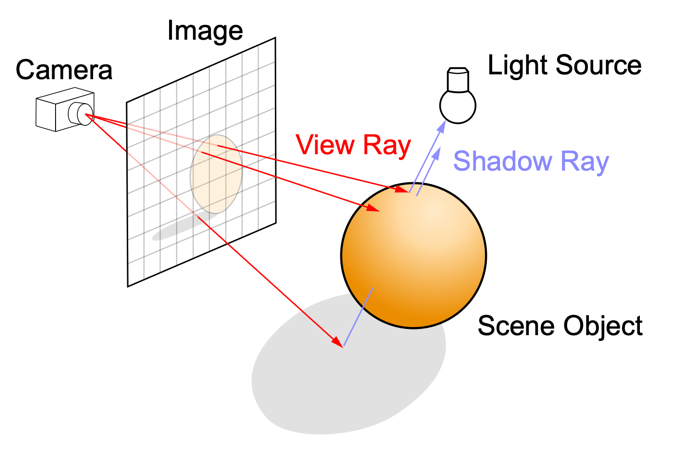 Image
Camera
Light Source
View Ray
Shadow Ray
Scene Object